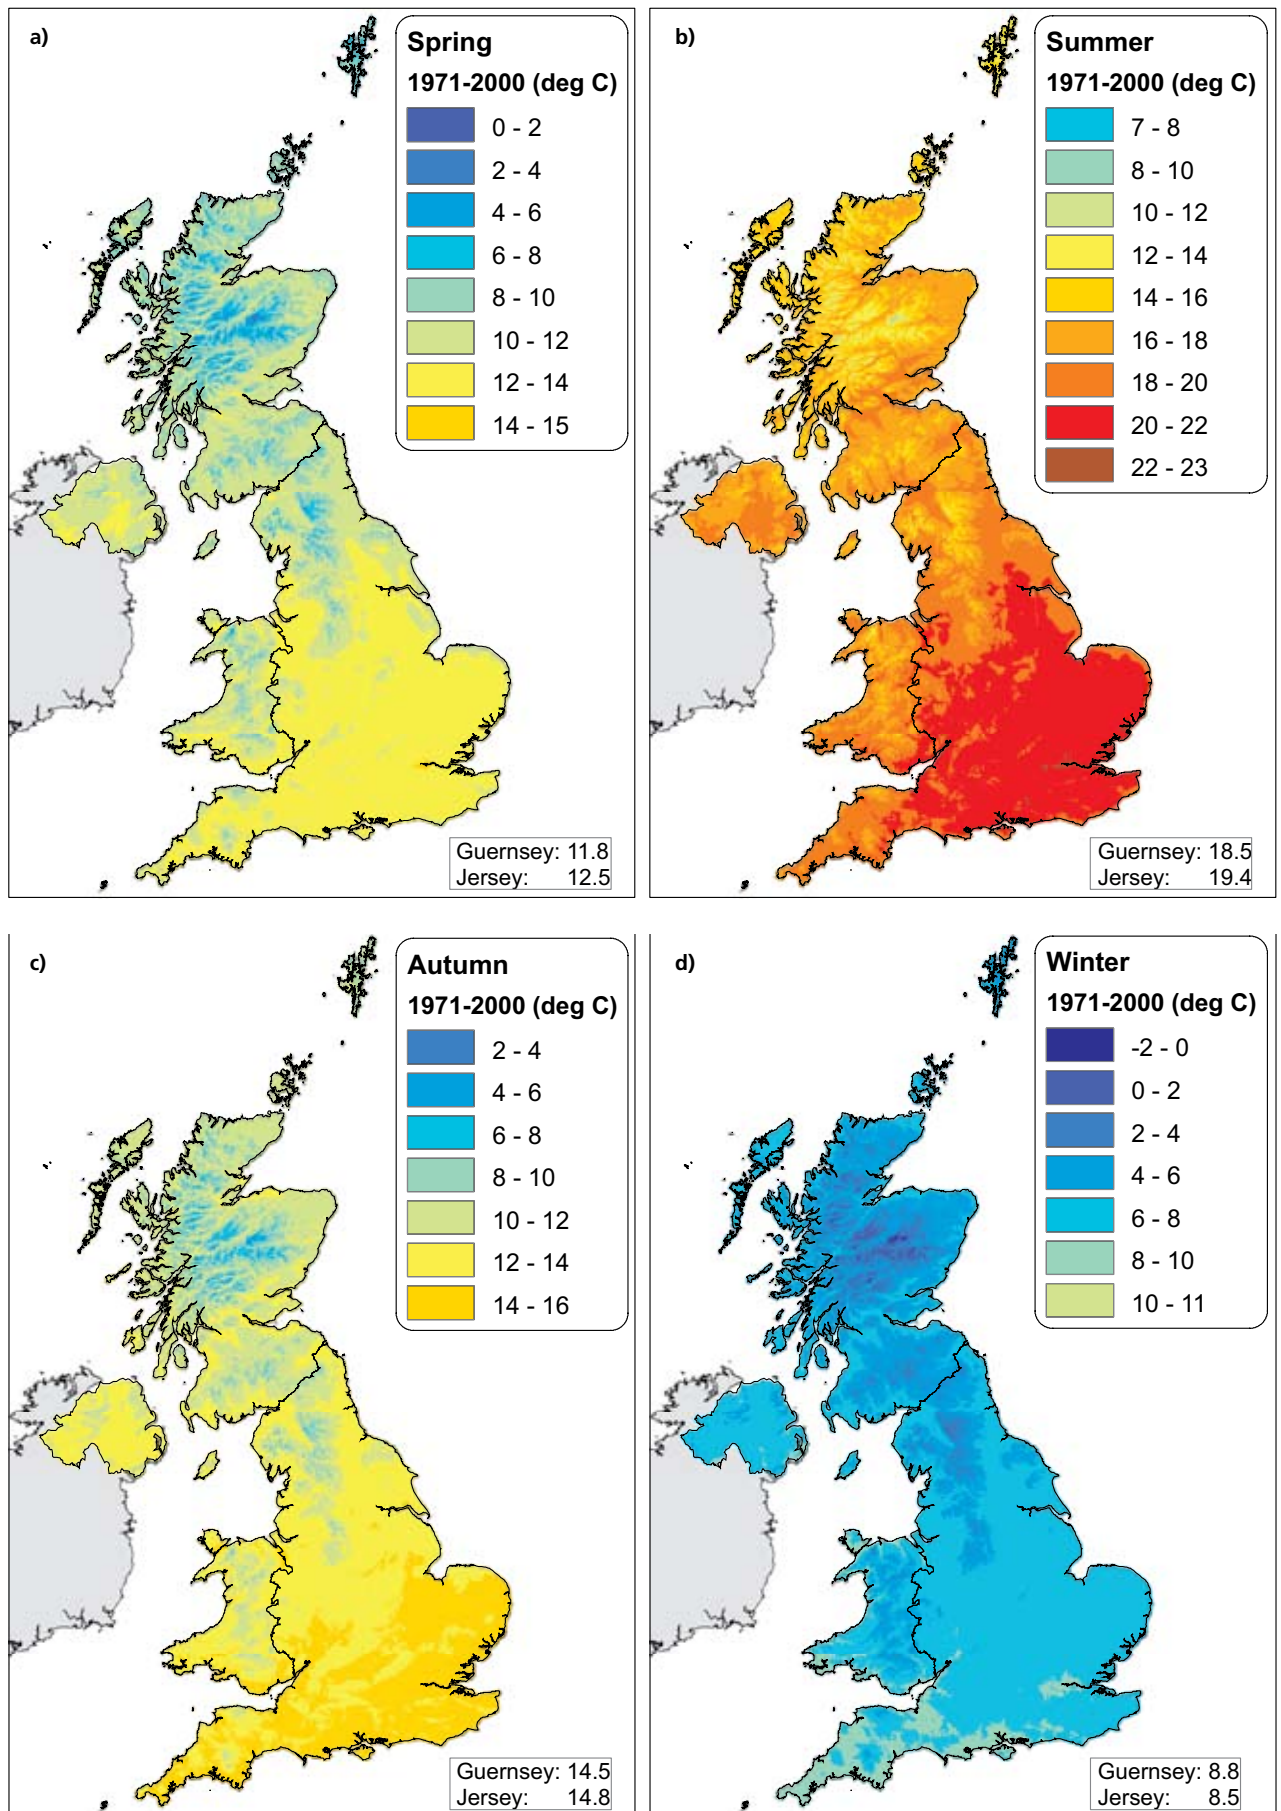 a)
Spring
1971-2000 (deg C)
0 - 2
2 - 4
4 - 6
6 - 8
8 - 10
10 - 12
12 - 14
14 - 15
Guernsey: 11.8
Jersey: 12.5
b)
Summer
1971-2000 (deg C)
7 - 8
8 - 10
10 - 12
12 - 14
14 - 16
16 - 18
18 - 20
20 - 22
22 - 23
Guernsey: 18.5
Jersey: 19.4
c)
Autumn
1971-2000 (deg C)
2 - 4
4 - 6
6 - 8
8 - 10
10 - 12
12 - 14
14 - 16
Guernsey: 14.5
Jersey: 14.8
d)
Winter
1971-2000 (deg C)
-2 - 0
0 - 2
2 - 4
4 - 6
6 - 8
8 - 10
10 - 11
Guernsey: 8.8
Jersey: 8.5